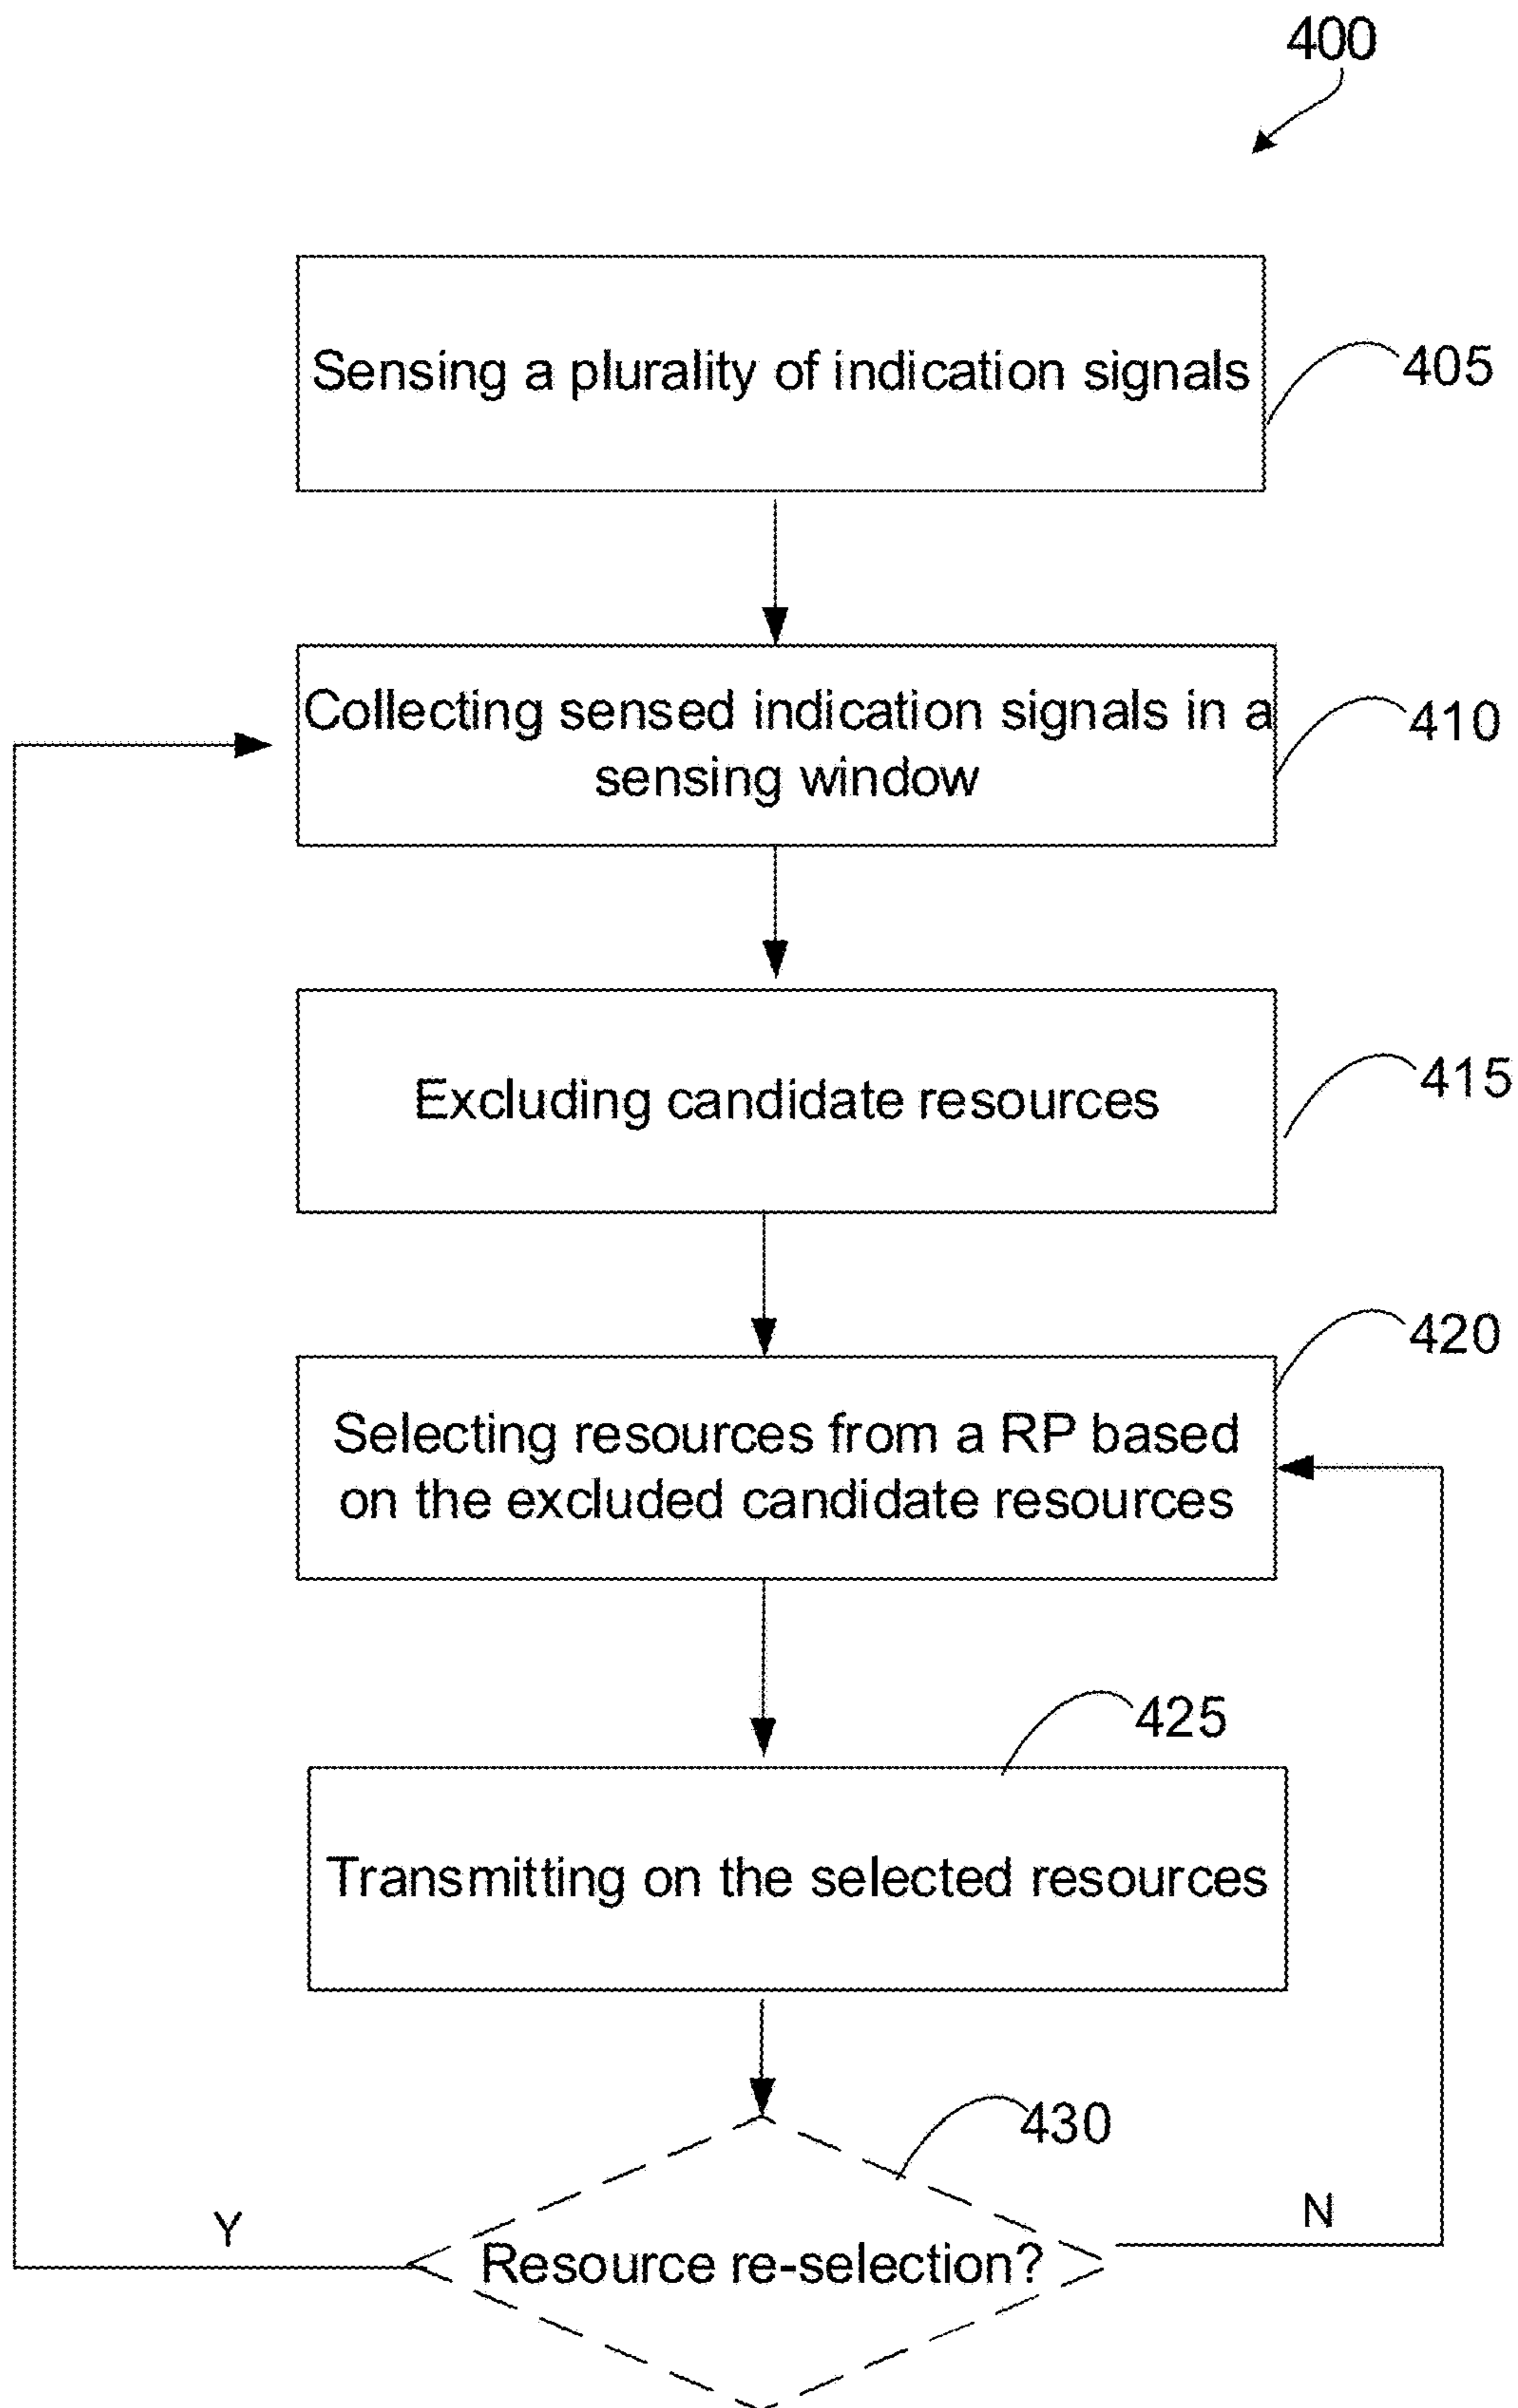 400
Sensing a plurality of indication signals
405
Collecting sensed indication signals in a
sensing window
410
Excluding candidate resources
415
420
Selecting resources from a RP based
on the excluded candidate resources
425
Transmitting on the selected resources
430
Y
N
Resource re-selection?